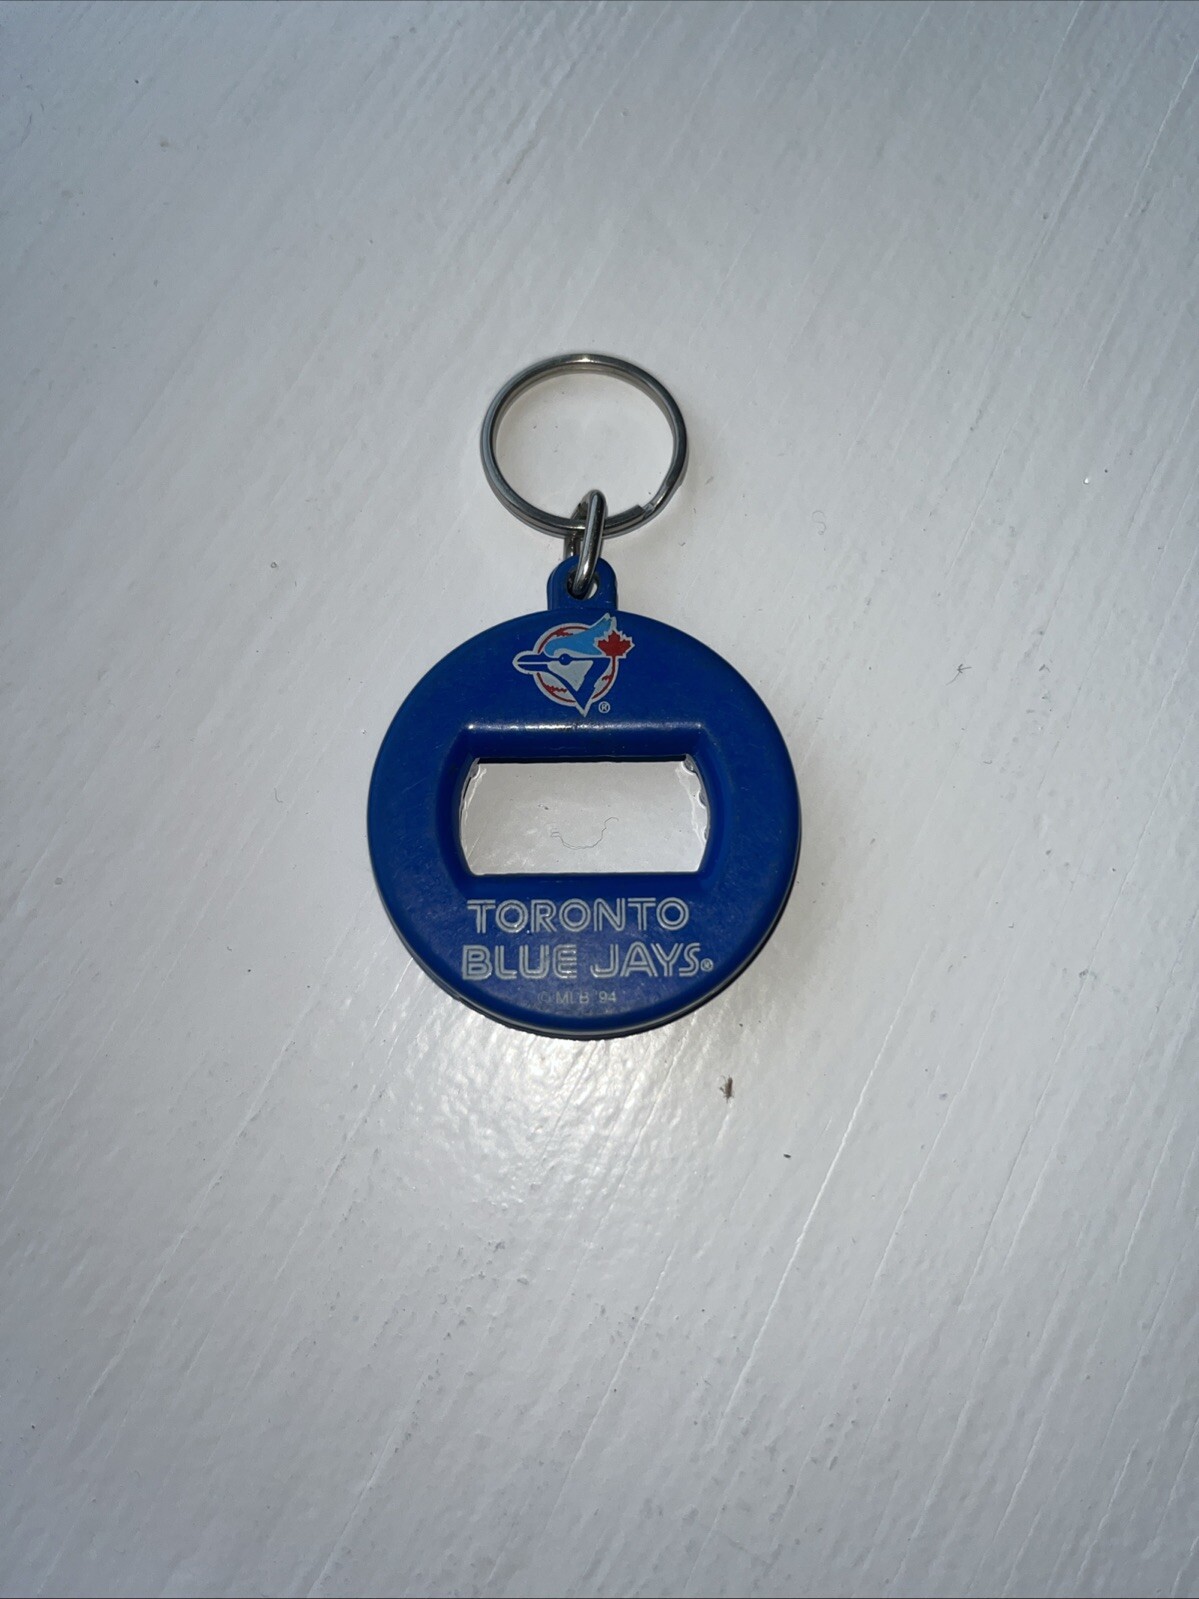 ®
TORONTO
BLUE JAYS®
© MLB '94